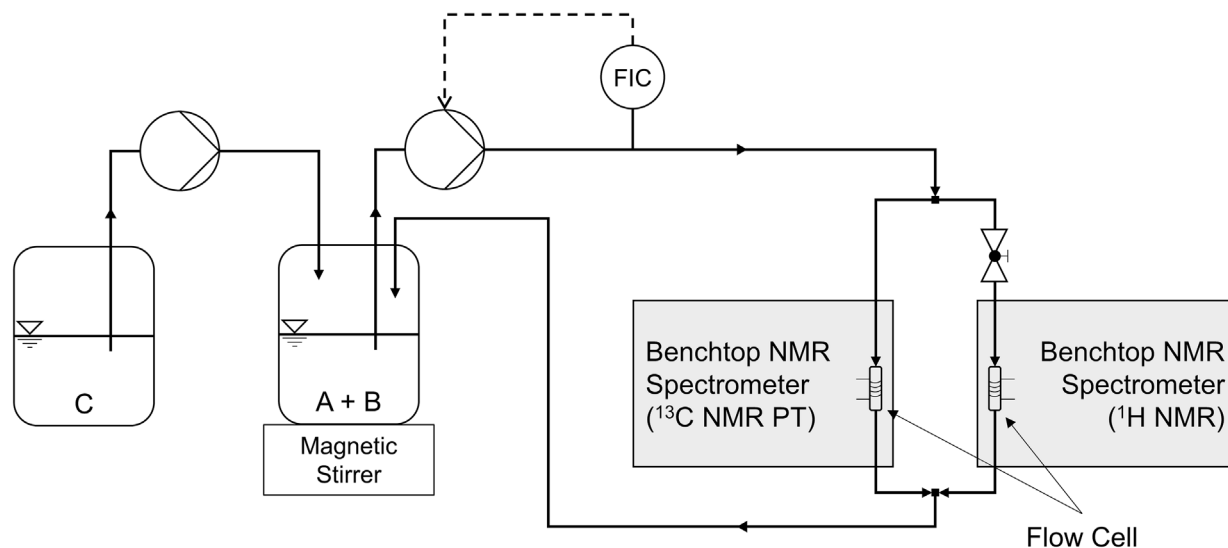 FIC
C
A + B
Magnetic
Stirrer
Benchtop NMR
Spectrometer
(¹³C NMR PT)
Benchtop NMR
Spectrometer
(¹H NMR)
Flow Cell